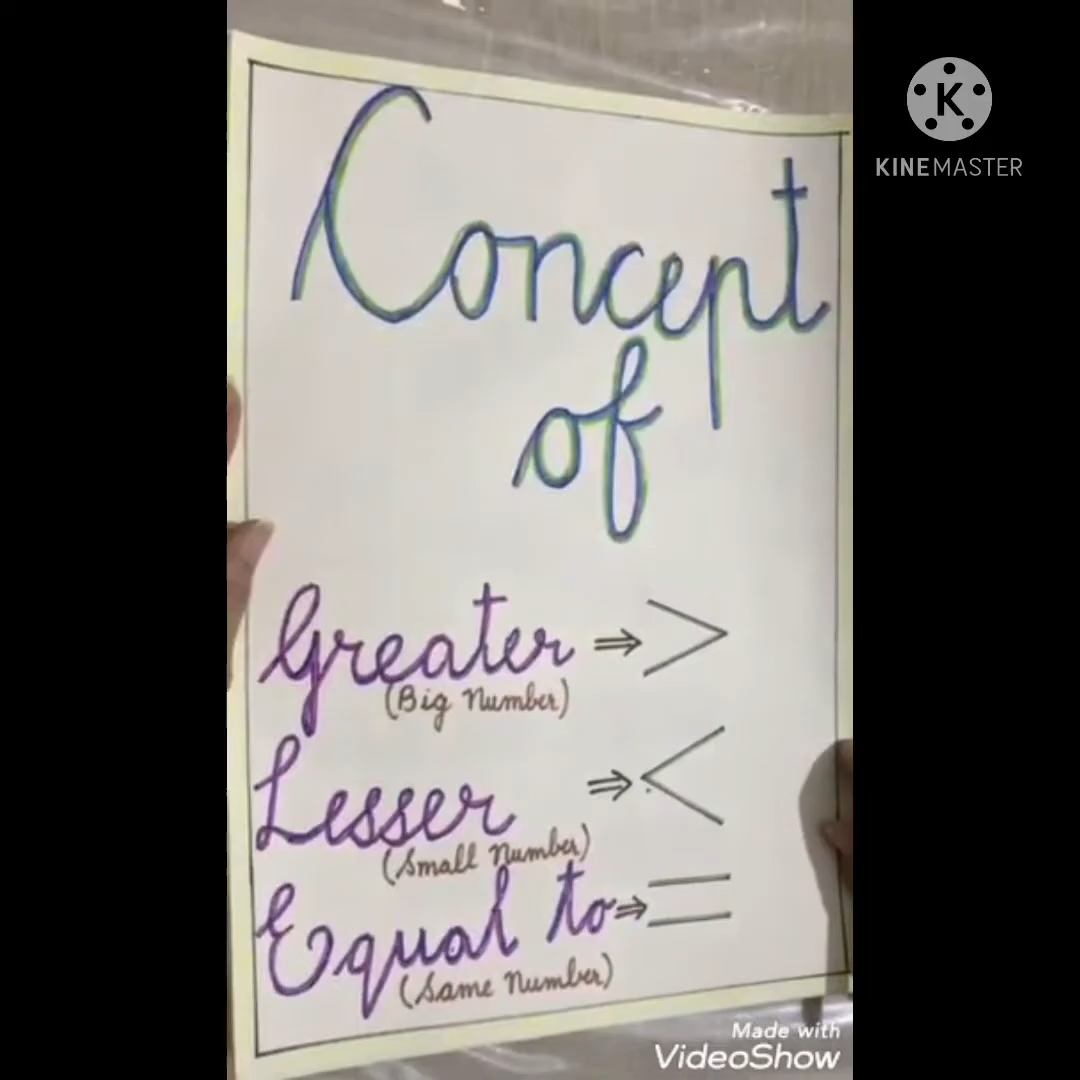 Concept
of
Greater ⇒ >
(Big Number)
Lesser ⇒ <
(Small Number)
Equal to ⇒ =
(Same Number)
K
KINEMASTER
Made with
VideoShow